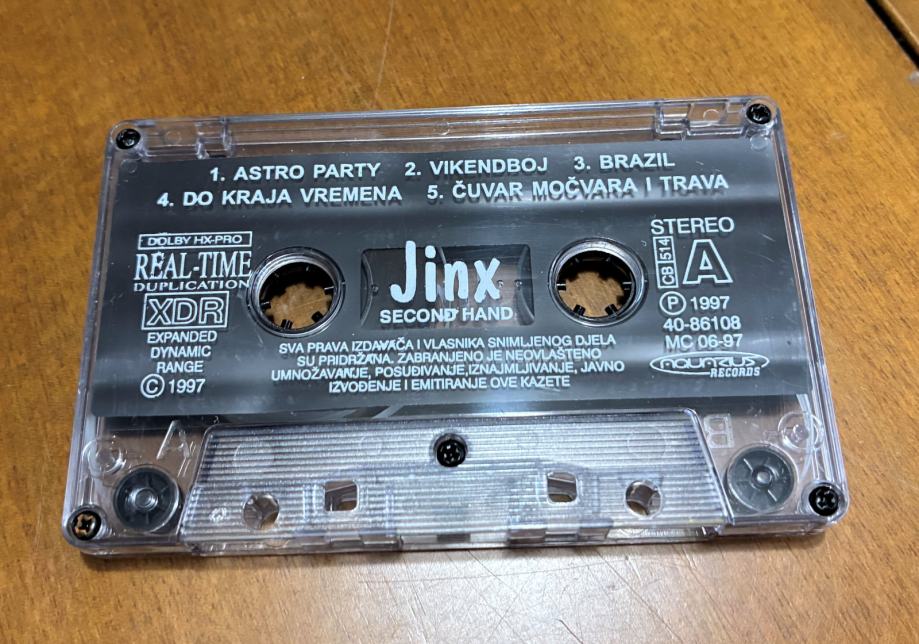 1. ASTRO PARTY 2. VIKENDBOJ 3. BRAZIL
4. DO KRAJA VREMENA 5. ČUVAR MOČVARA I TRAVA
DOLBY HX-PRO
REAL-TIME
DUPLICATION
XDR
EXPANDED
DYNAMIC
RANGE
© 1997
Jinx
SECOND HAND
SVA PRAVA IZDAVAČA I VLASNIKA SNIMLJENOG DJELA
SU PRIDRŽANA. ZABRANJENO JE NEOVLAŠTENO
UMNOŽAVANJE, POSUĐIVANJE, IZNAJMLJIVANJE, JAVNO
IZVOĐENJE I EMITIRANJE OVE KAZETE
STEREO
CB 514
A
℗ 1997
40-86108
MC 06-97
AQUARIUS
RECORDS
A
B